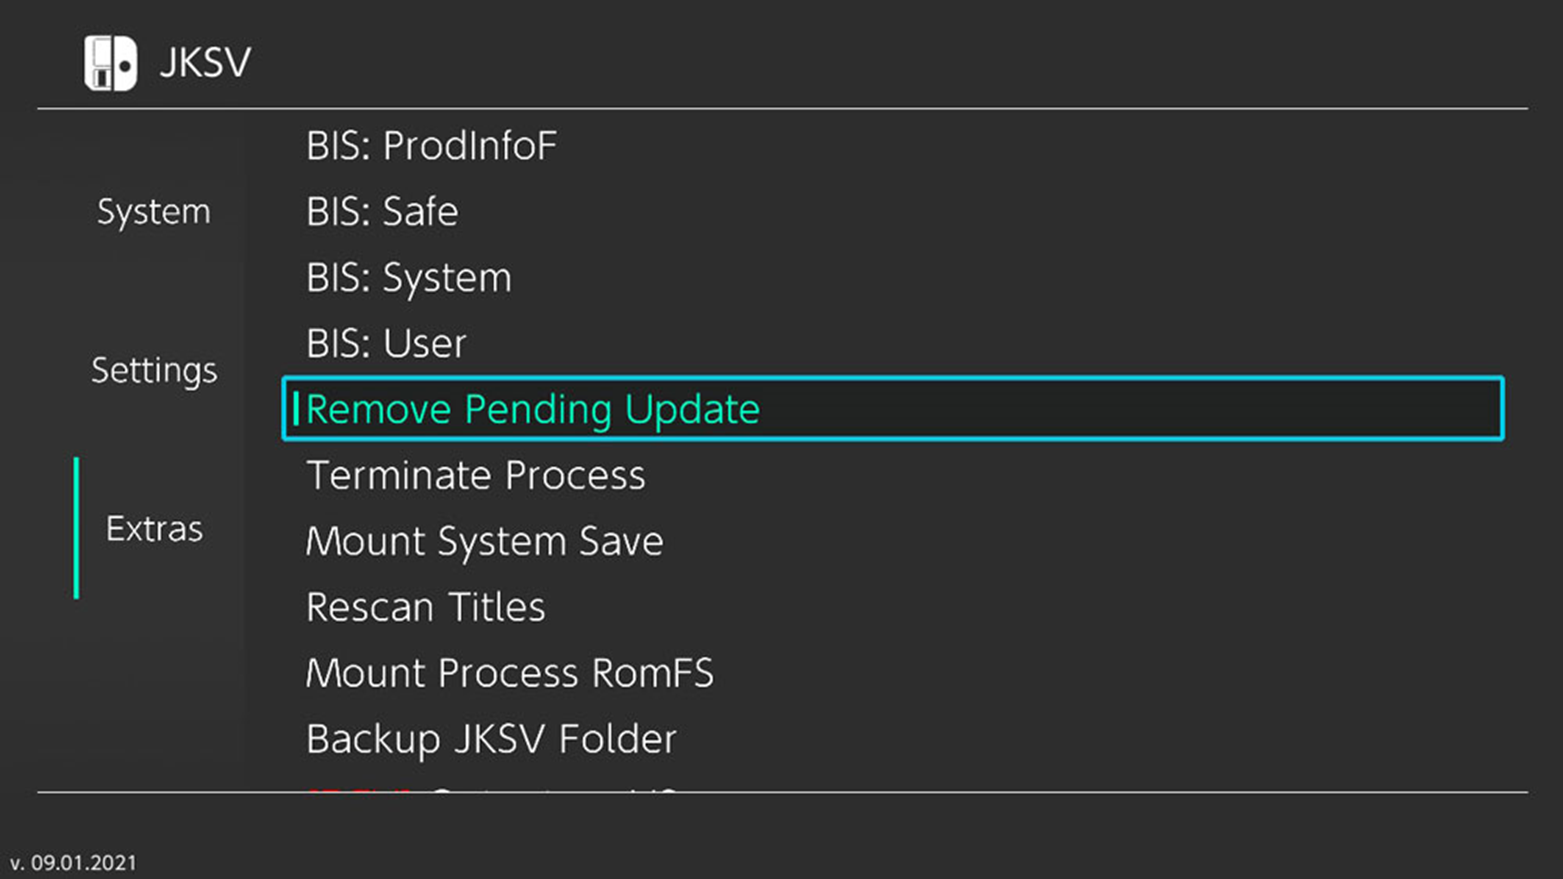 JKSV
System
Settings
Extras
BIS: ProdInfoF
BIS: Safe
BIS: System
BIS: User
Remove Pending Update
Terminate Process
Mount System Save
Rescan Titles
Mount Process RomFS
Backup JKSV Folder
v. 09.01.2021